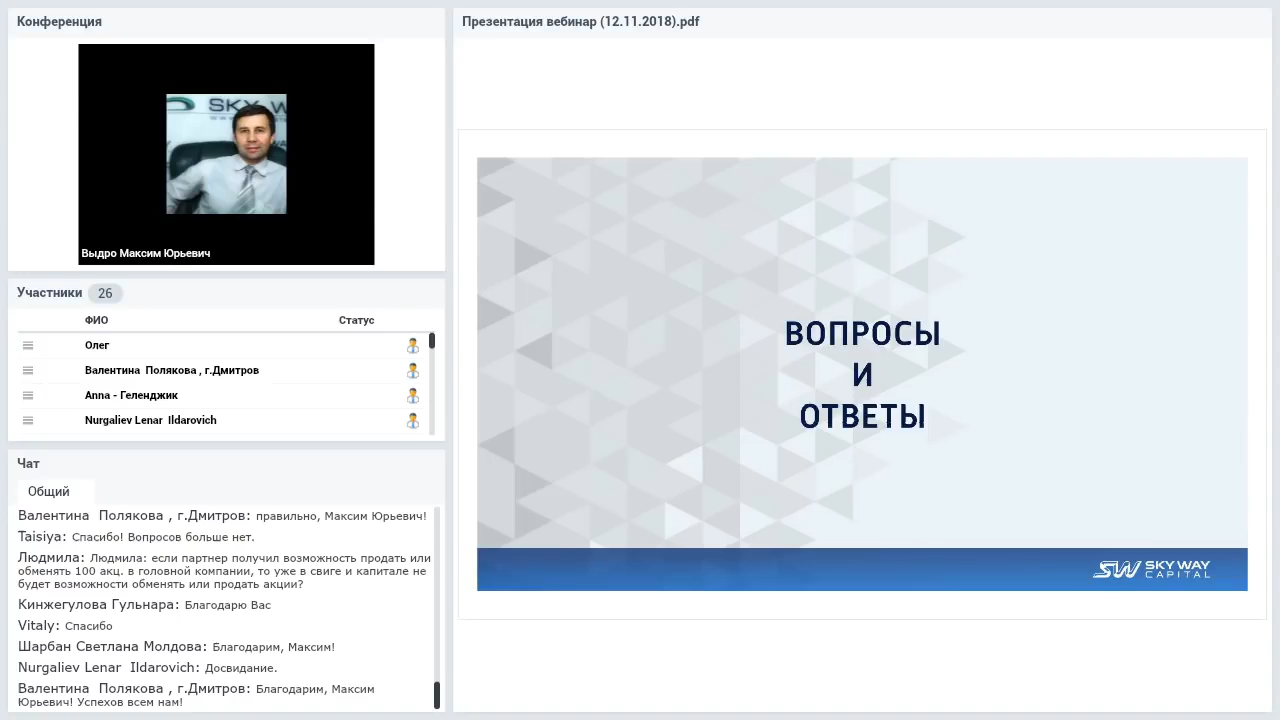 Конференция
SKY W
Выдро Максим Юрьевич
Участники 26
ФИО Статус
Олег
Валентина Полякова , г.Дмитров
Anna - Геленджик
Nurgaliev Lenar Ildarovich
Чат
Общий
Валентина Полякова , г.Дмитров: правильно, Максим Юрьевич!
Taisiya: Спасибо! Вопросов больше нет.
Людмила: Людмила: если партнер получил возможность продать или
обменять 100 акц. в головной компании, то уже в свиге и капитале не
будет возможности обменять или продать акции?
Кинжегулова Гульнара: Благодарю Вас
Vitaly: Спасибо
Шарбан Светлана Молдова: Благодарим, Максим!
Nurgaliev Lenar Ildarovich: Досвидание.
Валентина Полякова , г.Дмитров: Благодарим, Максим
Юрьевич! Успехов всем нам!
Презентация вебинар (12.11.2018).pdf
ВОПРОСЫ
И
ОТВЕТЫ
SW SKY WAY
CAPITAL